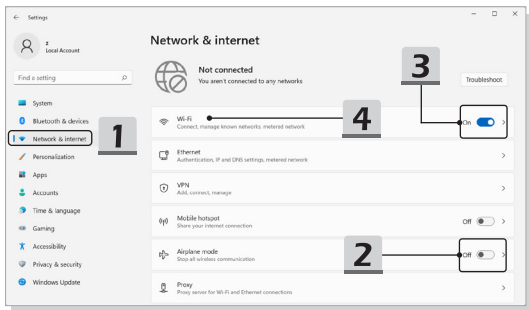 ← Settings
z
Local Account
Find a setting
System
Bluetooth & devices
Network & internet
Personalization
Apps
Accounts
Time & language
Gaming
Accessibility
Privacy & security
Windows Update
1
Network & internet
Not connected
You aren't connected to any networks
3
Troubleshoot
Wi-Fi
Connect, manage known networks, metered network
4
On
Ethernet
Authentication, IP and DNS settings, metered network
VPN
Add, connect, manage
Mobile hotspot
Share your internet connection
Off
Airplane mode
Stop all wireless communication
2
Off
Proxy
Proxy server for Wi-Fi and Ethernet connections